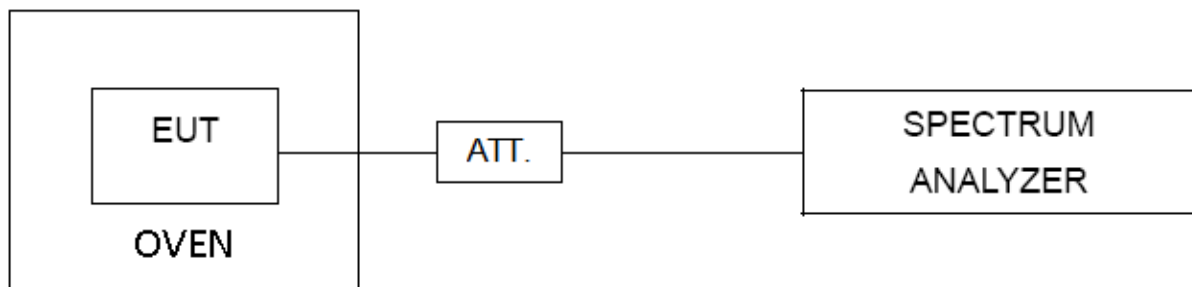 EUT
OVEN
ATT.
SPECTRUM
ANALYZER